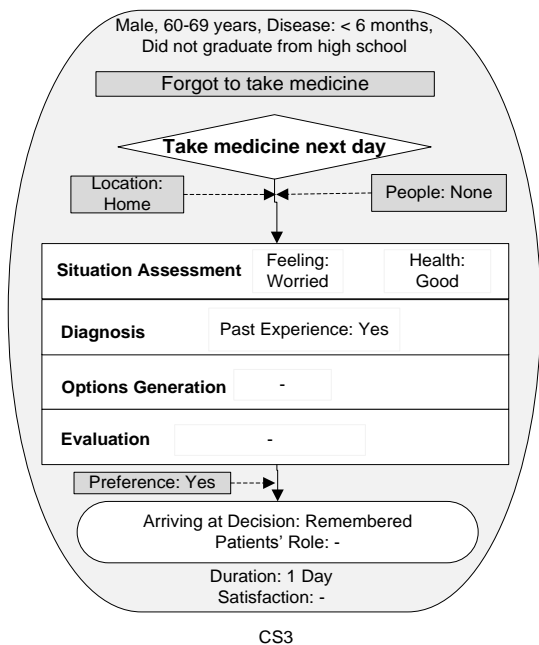 Male, 60-69 years, Disease: < 6 months,
Did not graduate from high school
Forgot to take medicine
Take medicine next day
Location:
Home
People: None
Situation Assessment
Feeling:
Worried
Health:
Good
Diagnosis
Past Experience: Yes
Options Generation
-
Evaluation
-
Preference: Yes
Arriving at Decision: Remembered
Patients' Role: -
Duration: 1 Day
Satisfaction: -
CS3